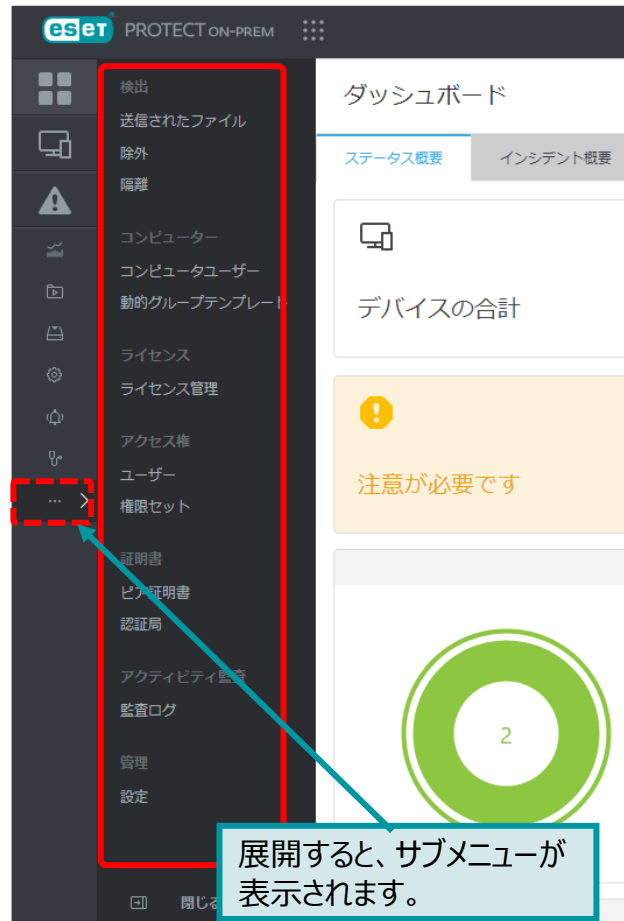 eset PROTECT ON-PREM
検出
送信されたファイル
除外
隔離
コンピューター
コンピュータユーザー
動的グループテンプレート
ライセンス
ライセンス管理
アクセス権
ユーザー
権限セット
証明書
ピア証明書
認証局
アクティビティ監査
監査ログ
管理
設定
閉じる
ダッシュボード
ステータス概要
インシデント概要
デバイスの合計
注意が必要です
2
展開すると、サブメニューが
表示されます。